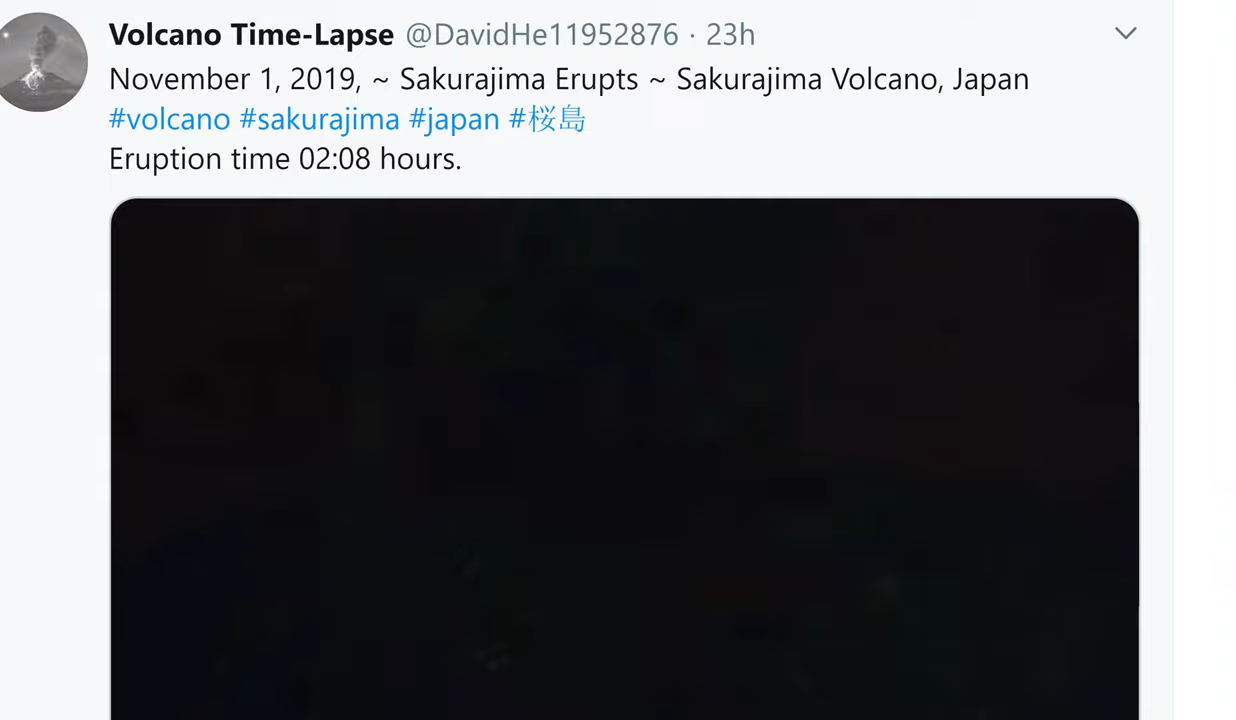 Volcano Time-Lapse @DavidHe11952876 · 23h
November 1, 2019, ~ Sakurajima Erupts ~ Sakurajima Volcano, Japan
#volcano #sakurajima #japan #桜島
Eruption time 02:08 hours.